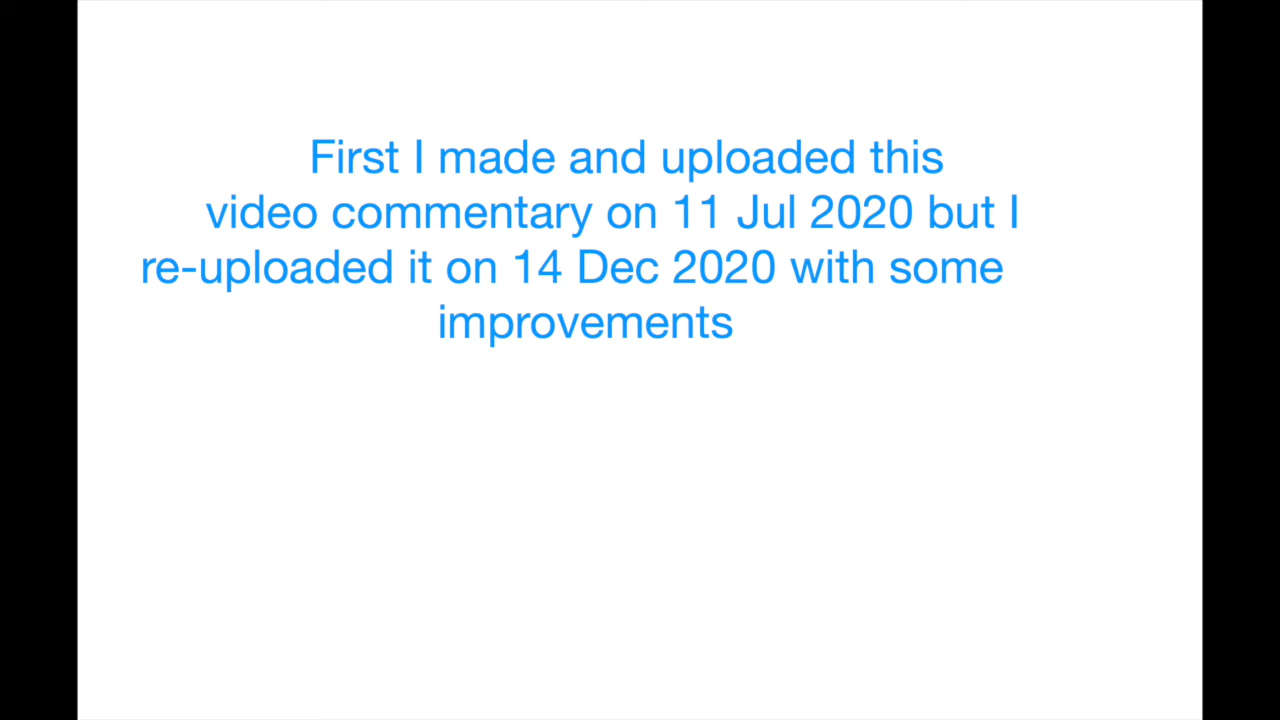 First I made and uploaded this
video commentary on 11 Jul 2020 but I
re-uploaded it on 14 Dec 2020 with some
improvements